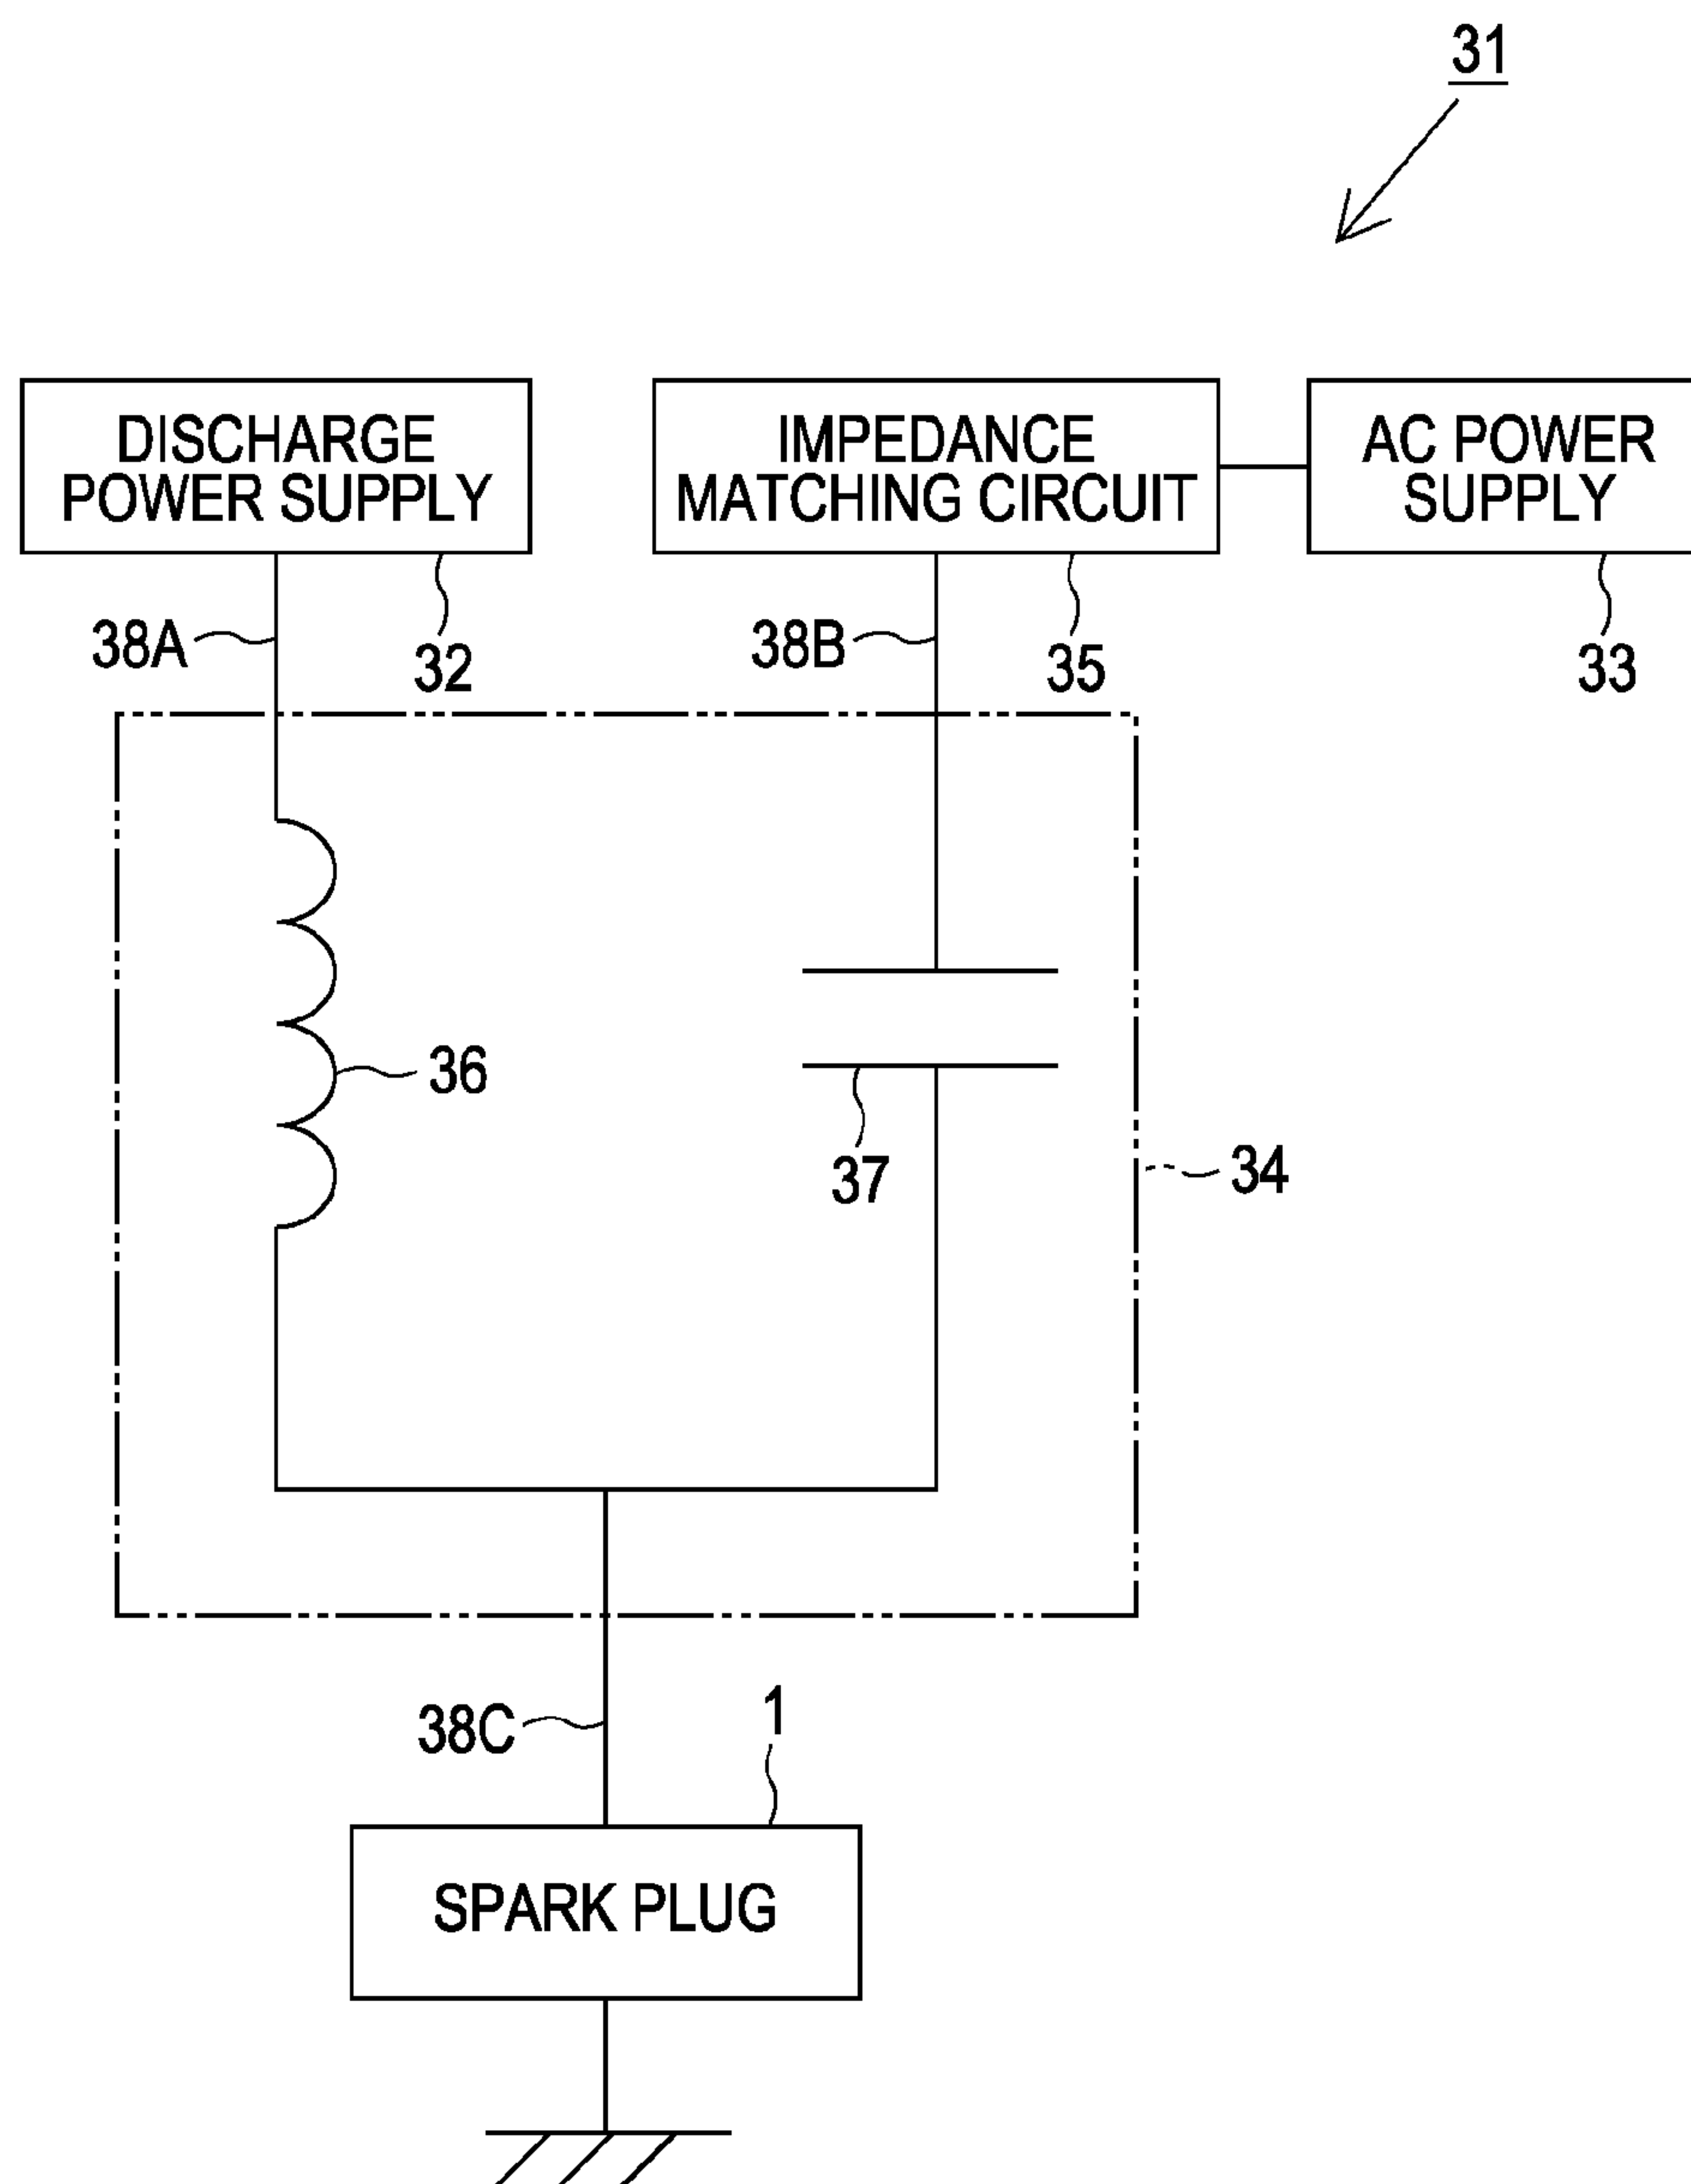 31
DISCHARGE
POWER SUPPLY
IMPEDANCE
MATCHING CIRCUIT
AC POWER
SUPPLY
38A
32
38B
35
33
36
37
34
38C
1
SPARK PLUG